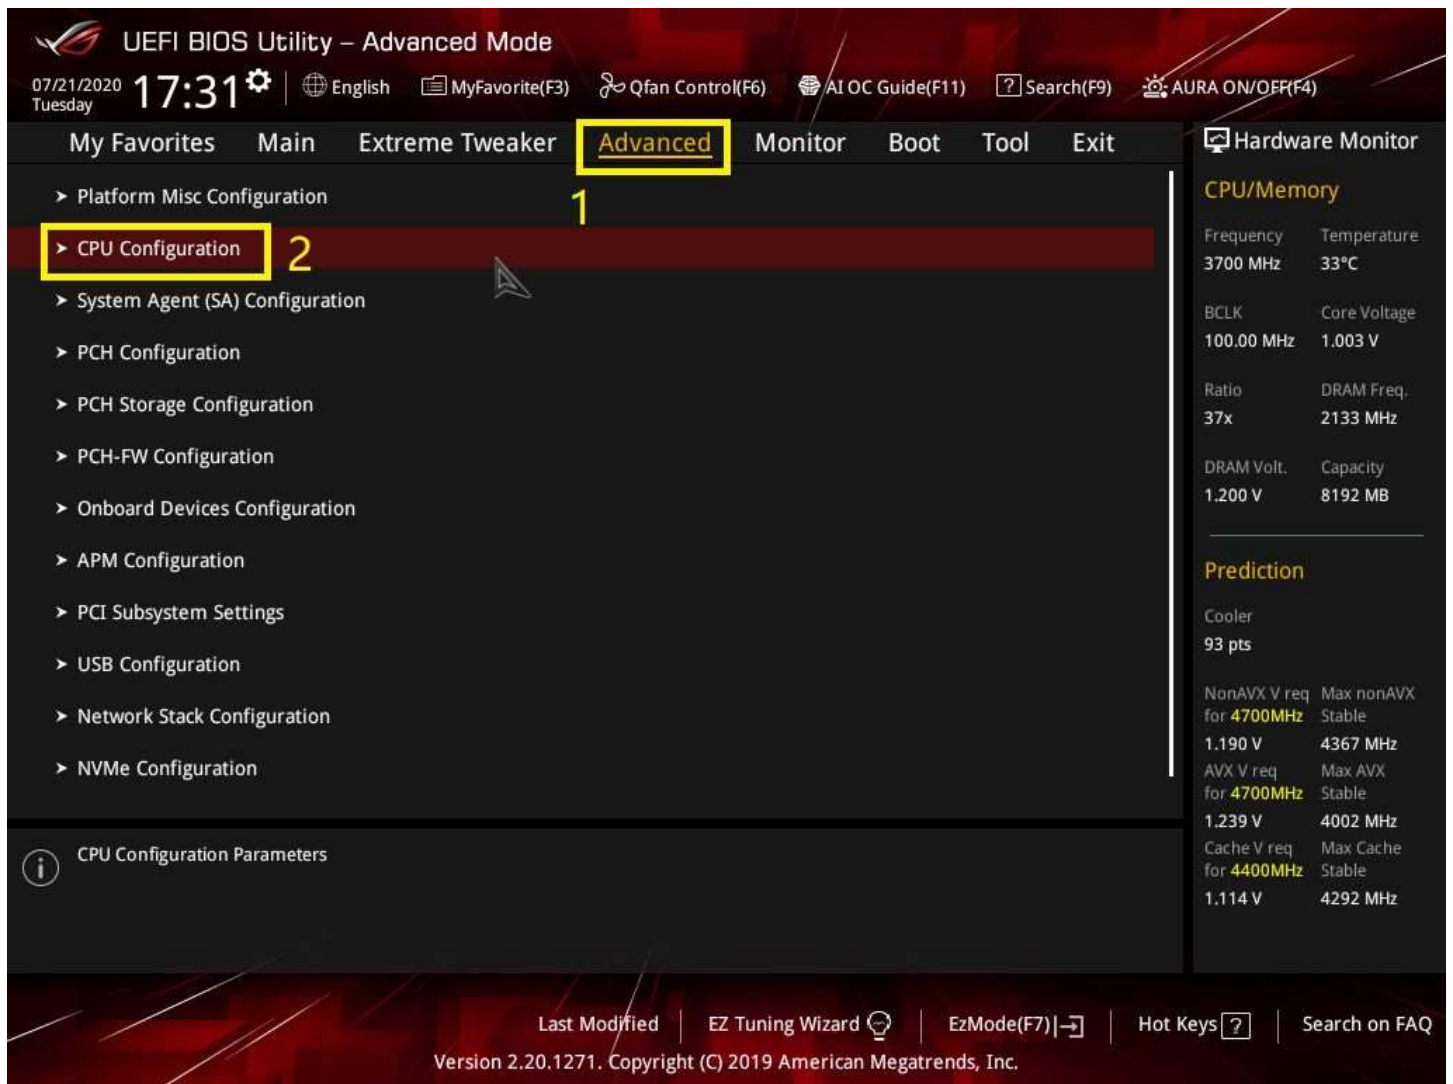 UEFI BIOS Utility – Advanced Mode
07/21/2020
Tuesday
17:31
English
MyFavorite(F3)
Qfan Control(F6)
AI OC Guide(F11)
? Search(F9)
AURA ON/OFF(F4)
My Favorites
Main
Extreme Tweaker
Advanced
Monitor
Boot
Tool
Exit
1
> Platform Misc Configuration
> CPU Configuration
2
> System Agent (SA) Configuration
> PCH Configuration
> PCH Storage Configuration
> PCH-FW Configuration
> Onboard Devices Configuration
> APM Configuration
> PCI Subsystem Settings
> USB Configuration
> Network Stack Configuration
> NVMe Configuration
i
CPU Configuration Parameters
Hardware Monitor
CPU/Memory
Frequency Temperature
3700 MHz 33°C
BCLK Core Voltage
100.00 MHz 1.003 V
Ratio DRAM Freq.
37x 2133 MHz
DRAM Volt. Capacity
1.200 V 8192 MB
Prediction
Cooler
93 pts
NonAVX V req Max nonAVX
for 4700MHz Stable
1.190 V 4367 MHz
AVX V req Max AVX
for 4700MHz Stable
1.239 V 4002 MHz
Cache V req Max Cache
for 4400MHz Stable
1.114 V 4292 MHz
Last Modified
EZ Tuning Wizard
EzMode(F7)
Hot Keys ?
Search on FAQ
Version 2.20.1271. Copyright (C) 2019 American Megatrends, Inc.